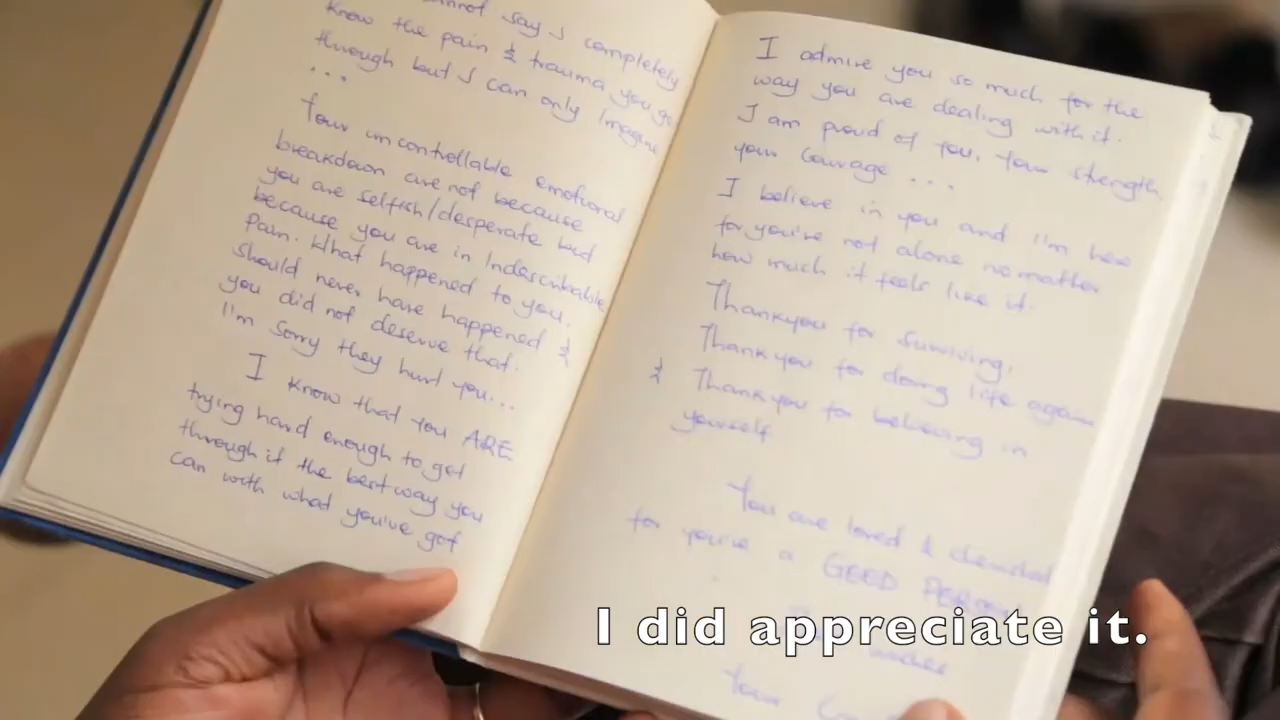 cannot say I completely
know the pain & trauma you go
through but I can only Imagine
...
Your uncontrollable emotional
breakdown are not because
you are selfish/desperate but
because you are in Indescribable
Pain. What happened to you,
should never have happened &
you did not deserve that.
I'm sorry they hurt you...
I know that you ARE
trying hard enough to get
through it the best way you
can with what you've got
I admire you so much for the
way you are dealing with it.
I am proud of you, Your strength
your courage ...
I believe in you and I'm here
for you're not alone no matter
how much it feels like it.
Thankyou for surviving,
Thankyou for doing life again
& Thankyou for believing in
yourself
You are loved & cherished
for you're a GOOD PERSON
wishes
Your
I did appreciate it.